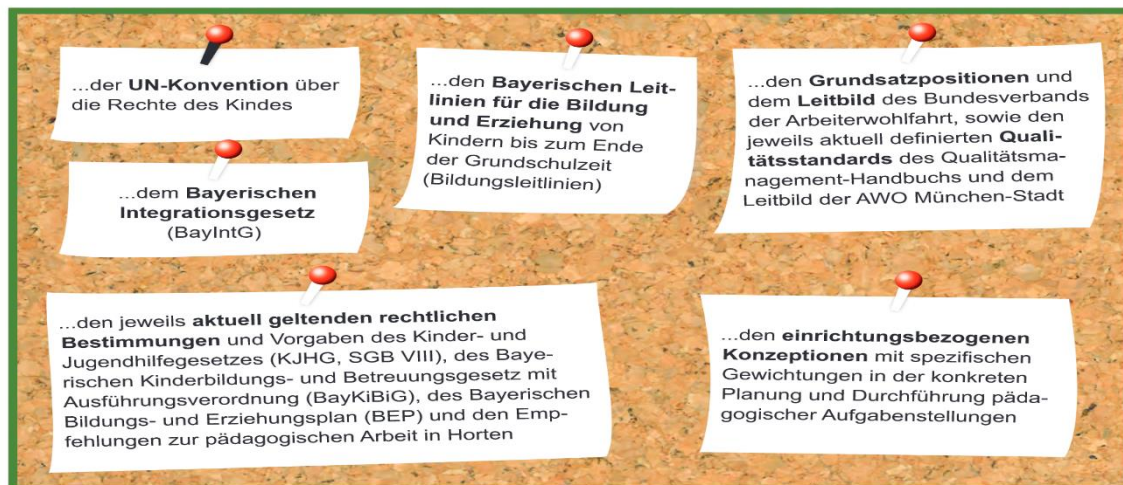 ...der UN-Konvention über
die Rechte des Kindes
...den Bayerischen Leit-
linien für die Bildung
und Erziehung von
Kindern bis zum Ende
der Grundschulzeit
(Bildungsleitlinien)
...den Grundsatzpositionen und
dem Leitbild des Bundesverbands
der Arbeiterwohlfahrt, sowie den
jeweils aktuell definierten Quali-
tätsstandards des Qualitätsma-
nagement-Handbuchs und dem
Leitbild der AWO München-Stadt
...dem Bayerischen
Integrationsgesetz
(BayIntG)
...den jeweils aktuell geltenden rechtlichen
Bestimmungen und Vorgaben des Kinder- und
Jugendhilfegesetzes (KJHG, SGB VIII), des Baye-
rischen Kinderbildungs- und Betreuungsgesetz mit
Ausführungsverordnung (BayKiBiG), des Bayerischen
Bildungs- und Erziehungsplan (BEP) und den Emp-
fehlungen zur pädagogischen Arbeit in Horten
...den einrichtungsbezogenen
Konzeptionen mit spezifischen
Gewichtungen in der konkreten
Planung und Durchführung päda-
gogischer Aufgabenstellungen